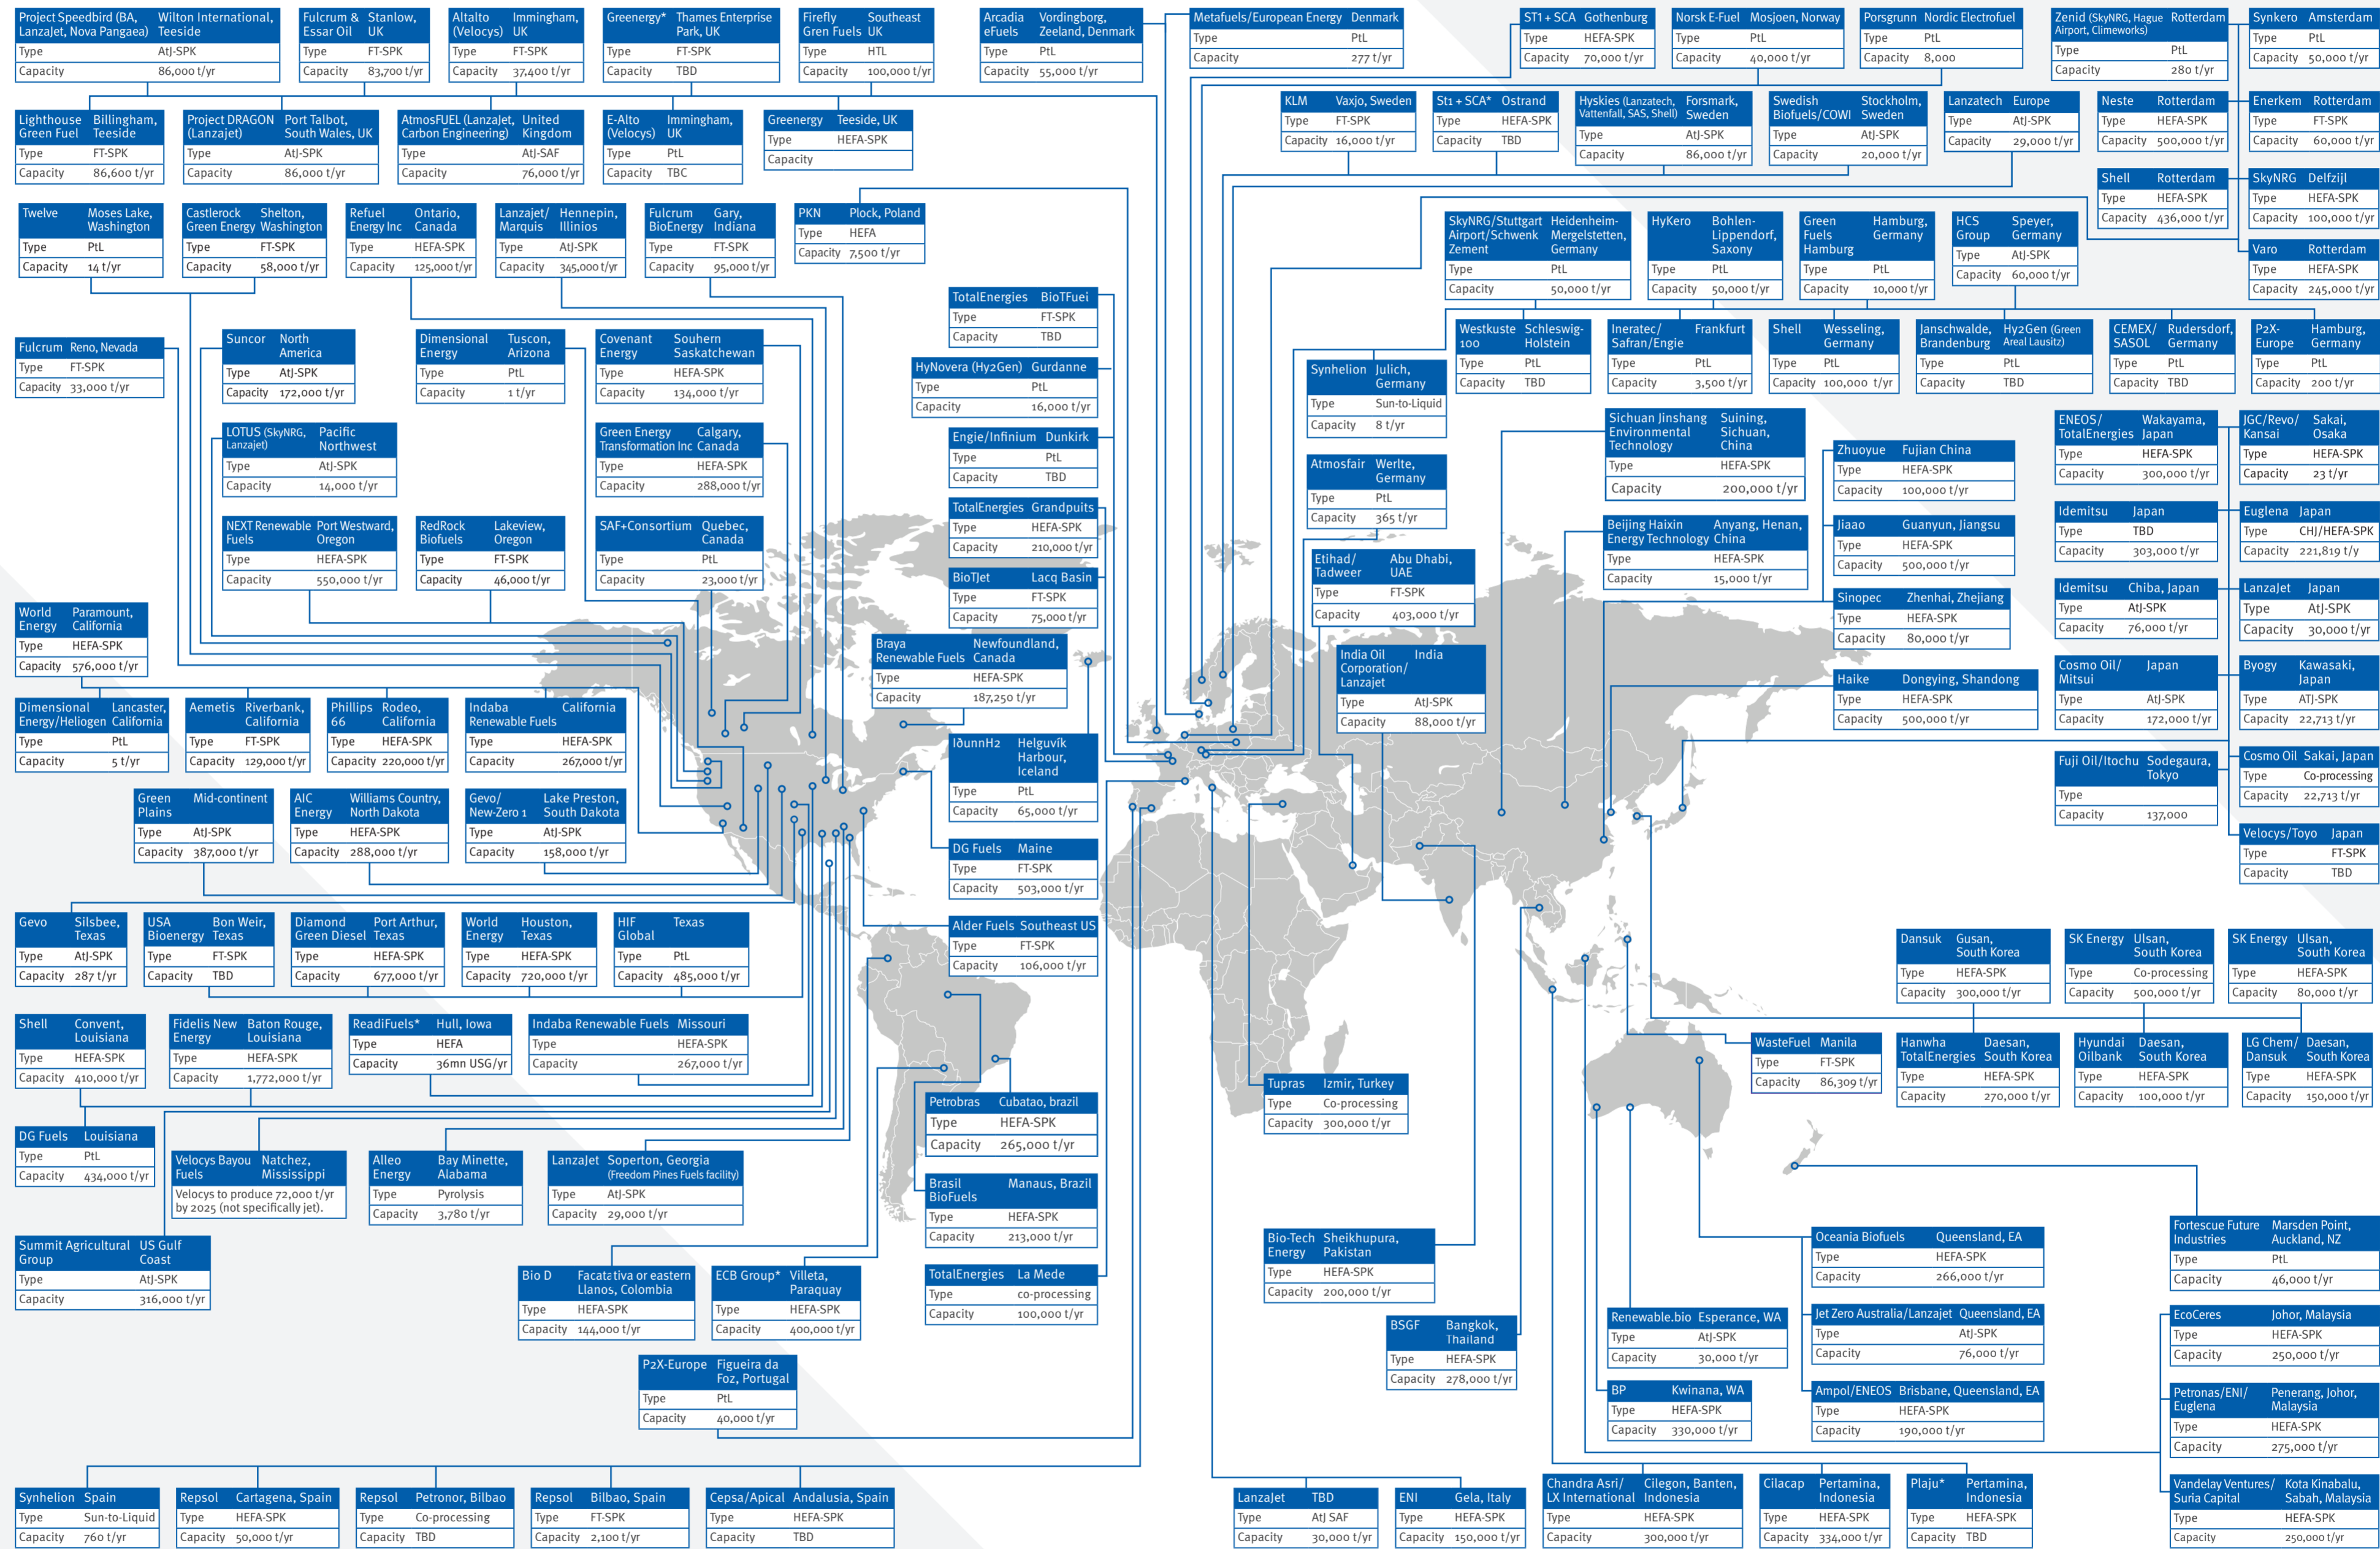 Project Speedbird (BA, LanzaJet, Nova Pangaea) Wilton International, Teeside
Type AtJ-SPK
Capacity 86,000 t/yr
Fulcrum & Essar Oil Stanlow, UK
Type FT-SPK
Capacity 83,700 t/yr
Altalto (Velocys) Immingham, UK
Type FT-SPK
Capacity 37,400 t/yr
Greenergy* Thames Enterprise Park, UK
Type FT-SPK
Capacity TBD
Firefly Gren Fuels Southeast UK
Type HTL
Capacity 100,000 t/yr
Arcadia eFuels Vordingborg, Zeeland, Denmark
Type PtL
Capacity 55,000 t/yr
Metafuels/European Energy Denmark
Type PtL
Capacity 277 t/yr
ST1 + SCA Gothenburg
Type HEFA-SPK
Capacity 70,000 t/yr
Norsk E-Fuel Mosjoen, Norway
Type PtL
Capacity 40,000 t/yr
Porsgrunn Nordic Electrofuel
Type PtL
Capacity 8,000
Zenid (SkyNRG, Hague Airport, Climeworks) Rotterdam
Type PtL
Capacity 280 t/yr
Synkero Amsterdam
Type PtL
Capacity 50,000 t/yr
Lighthouse Green Fuel Billingham, Teeside
Type FT-SPK
Capacity 86,600 t/yr
Project DRAGON (Lanzajet) Port Talbot, South Wales, UK
Type AtJ-SPK
Capacity 86,000 t/yr
AtmosFUEL (LanzaJet, Carbon Engineering) United Kingdom
Type AtJ-SAF
Capacity 76,000 t/yr
E-Alto (Velocys) Immingham, UK
Type PtL
Capacity TBC
Greenergy Teeside, UK
Type HEFA-SPK
Capacity
KLM Vaxjo, Sweden
Type FT-SPK
Capacity 16,000 t/yr
St1 + SCA* Ostrand
Type HEFA-SPK
Capacity TBD
Hyskies (Lanzatech, Vattenfall, SAS, Shell) Forsmark, Sweden
Type AtJ-SPK
Capacity 86,000 t/yr
Swedish Biofuels/COWI Stockholm, Sweden
Type AtJ-SPK
Capacity 20,000 t/yr
Lanzatech Europe
Type AtJ-SPK
Capacity 29,000 t/yr
Neste Rotterdam
Type HEFA-SPK
Capacity 500,000 t/yr
Enerkem Rotterdam
Type FT-SPK
Capacity 60,000 t/yr
Shell Rotterdam
Type HEFA-SPK
Capacity 436,000 t/yr
SkyNRG Delfzijl
Type HEFA-SPK
Capacity 100,000 t/yr
Varo Rotterdam
Type HEFA-SPK
Capacity 245,000 t/yr
Twelve Moses Lake, Washington
Type PtL
Capacity 14 t/yr
Castlerock Green Energy Shelton, Washington
Type FT-SPK
Capacity 58,000 t/yr
Refuel Energy Inc Ontario, Canada
Type HEFA-SPK
Capacity 125,000 t/yr
Lanzajet/ Marquis Hennepin, Illinios
Type AtJ-SPK
Capacity 345,000 t/yr
Fulcrum BioEnergy Gary, Indiana
Type FT-SPK
Capacity 95,000 t/yr
PKN Plock, Poland
Type HEFA
Capacity 7,500 t/yr
SkyNRG/Stuttgart Airport/Schwenk Zement Heidenheim-Mergelstetten, Germany
Type PtL
Capacity 50,000 t/yr
HyKero Bohlen-Lippendorf, Saxony
Type PtL
Capacity 50,000 t/yr
Green Fuels Hamburg Hamburg, Germany
Type PtL
Capacity 10,000 t/yr
HCS Group Speyer, Germany
Type AtJ-SPK
Capacity 60,000 t/yr
TotalEnergies BioTFuei
Type FT-SPK
Capacity TBD
Fulcrum Reno, Nevada
Type FT-SPK
Capacity 33,000 t/yr
Suncor North America
Type AtJ-SPK
Capacity 172,000 t/yr
Dimensional Energy Tuscon, Arizona
Type PtL
Capacity 1 t/yr
Covenant Energy Souhern Saskatchewan
Type HEFA-SPK
Capacity 134,000 t/yr
HyNovera (Hy2Gen) Gurdanne
Type PtL
Capacity 16,000 t/yr
Westkuste 100 Schleswig-Holstein
Type PtL
Capacity TBD
Ineratec/ Safran/Engie Frankfurt
Type PtL
Capacity 3,500 t/yr
Shell Wesseling, Germany
Type PtL
Capacity 100,000 t/yr
Janschwalde, Brandenburg Hy2Gen (Green Areal Lausitz)
Type PtL
Capacity TBD
CEMEX/ SASOL Rudersdorf, Germany
Type PtL
Capacity TBD
P2X-Europe Hamburg, Germany
Type PtL
Capacity 200 t/yr
Synhelion Julich, Germany
Type Sun-to-Liquid
Capacity 8 t/yr
LOTUS (SkyNRG, Lanzajet) Pacific Northwest
Type AtJ-SPK
Capacity 14,000 t/yr
Green Energy Transformation Inc Calgary, Canada
Type HEFA-SPK
Capacity 288,000 t/yr
Engie/Infinium Dunkirk
Type PtL
Capacity TBD
Atmosfair Werlte, Germany
Type PtL
Capacity 365 t/yr
Sichuan Jinshang Environmental Technology Suining, Sichuan, China
Type HEFA-SPK
Capacity 200,000 t/yr
Zhuoyue Fujian China
Type HEFA-SPK
Capacity 100,000 t/yr
ENEOS/ TotalEnergies Wakayama, Japan
Type HEFA-SPK
Capacity 300,000 t/yr
JGC/Revo/ Kansai Sakai, Osaka
Type HEFA-SPK
Capacity 23 t/yr
NEXT Renewable Fuels Port Westward, Oregon
Type HEFA-SPK
Capacity 550,000 t/yr
RedRock Biofuels Lakeview, Oregon
Type FT-SPK
Capacity 46,000 t/yr
SAF+Consortium Quebec, Canada
Type PtL
Capacity 23,000 t/yr
TotalEnergies Grandpuits
Type HEFA-SPK
Capacity 210,000 t/yr
BioTJet Lacq Basin
Type FT-SPK
Capacity 75,000 t/yr
Etihad/ Tadweer Abu Dhabi, UAE
Type FT-SPK
Capacity 403,000 t/yr
Beijing Haixin Energy Technology Anyang, Henan, China
Type HEFA-SPK
Capacity 15,000 t/yr
Jiaao Guanyun, Jiangsu
Type HEFA-SPK
Capacity 500,000 t/yr
Idemitsu Japan
Type TBD
Capacity 303,000 t/yr
Euglena Japan
Type CHJ/HEFA-SPK
Capacity 221,819 t/y
Sinopec Zhenhai, Zhejiang
Type HEFA-SPK
Capacity 80,000 t/yr
Idemitsu Chiba, Japan
Type AtJ-SPK
Capacity 76,000 t/yr
LanzaJet Japan
Type AtJ-SPK
Capacity 30,000 t/yr
World Energy Paramount, California
Type HEFA-SPK
Capacity 576,000 t/yr
Braya Renewable Fuels Newfoundland, Canada
Type HEFA-SPK
Capacity 187,250 t/yr
India Oil Corporation/ Lanzajet India
Type AtJ-SPK
Capacity 88,000 t/yr
Haike Dongying, Shandong
Type HEFA-SPK
Capacity 500,000 t/yr
Cosmo Oil/ Mitsui Japan
Type AtJ-SPK
Capacity 172,000 t/yr
Byogy Kawasaki, Japan
Type ATJ-SPK
Capacity 22,713 t/yr
Dimensional Energy/Heliogen Lancaster, California
Type PtL
Capacity 5 t/yr
Aemetis Riverbank, California
Type FT-SPK
Capacity 129,000 t/yr
Phillips 66 Rodeo, California
Type HEFA-SPK
Capacity 220,000 t/yr
Indaba Renewable Fuels California
Type HEFA-SPK
Capacity 267,000 t/yr
IðunnH2 Helguvík Harbour, Iceland
Type PtL
Capacity 65,000 t/yr
Fuji Oil/Itochu Sodegaura, Tokyo
Type
Capacity 137,000
Cosmo Oil Sakai, Japan
Type Co-processing
Capacity 22,713 t/yr
Green Plains Mid-continent
Type AtJ-SPK
Capacity 387,000 t/yr
AIC Energy Williams Country, North Dakota
Type HEFA-SPK
Capacity 288,000 t/yr
Gevo/ New-Zero 1 Lake Preston, South Dakota
Type AtJ-SPK
Capacity 158,000 t/yr
DG Fuels Maine
Type FT-SPK
Capacity 503,000 t/yr
Velocys/Toyo Japan
Type FT-SPK
Capacity TBD
Gevo Silsbee, Texas
Type AtJ-SPK
Capacity 287 t/yr
USA Bioenergy Bon Weir, Texas
Type FT-SPK
Capacity TBD
Diamond Green Diesel Port Arthur, Texas
Type HEFA-SPK
Capacity 677,000 t/yr
World Energy Houston, Texas
Type HEFA-SPK
Capacity 720,000 t/yr
HIF Global Texas
Type PtL
Capacity 485,000 t/yr
Alder Fuels Southeast US
Type FT-SPK
Capacity 106,000 t/yr
Dansuk Gusan, South Korea
Type HEFA-SPK
Capacity 300,000 t/yr
SK Energy Ulsan, South Korea
Type Co-processing
Capacity 500,000 t/yr
SK Energy Ulsan, South Korea
Type HEFA-SPK
Capacity 80,000 t/yr
Shell Convent, Louisiana
Type HEFA-SPK
Capacity 410,000 t/yr
Fidelis New Energy Baton Rouge, Louisiana
Type HEFA-SPK
Capacity 1,772,000 t/yr
ReadiFuels* Hull, Iowa
Type HEFA
Capacity 36mn USG/yr
Indaba Renewable Fuels Missouri
Type HEFA-SPK
Capacity 267,000 t/yr
WasteFuel Manila
Type FT-SPK
Capacity 86,309 t/yr
Hanwha TotalEnergies Daesan, South Korea
Type HEFA-SPK
Capacity 270,000 t/yr
Hyundai Oilbank Daesan, South Korea
Type HEFA-SPK
Capacity 100,000 t/yr
LG Chem/ Dansuk Daesan, South Korea
Type HEFA-SPK
Capacity 150,000 t/yr
Petrobras Cubatao, brazil
Type HEFA-SPK
Capacity 265,000 t/yr
Tupras Izmir, Turkey
Type Co-processing
Capacity 300,000 t/yr
DG Fuels Louisiana
Type PtL
Capacity 434,000 t/yr
Velocys Bayou Fuels Natchez, Mississippi
Velocys to produce 72,000 t/yr
by 2025 (not specifically jet).
Alleo Energy Bay Minette, Alabama
Type Pyrolysis
Capacity 3,780 t/yr
LanzaJet Soperton, Georgia (Freedom Pines Fuels facility)
Type AtJ-SPK
Capacity 29,000 t/yr
Brasil BioFuels Manaus, Brazil
Type HEFA-SPK
Capacity 213,000 t/yr
Summit Agricultural Group US Gulf Coast
Type AtJ-SPK
Capacity 316,000 t/yr
Bio D Facatativa or eastern Llanos, Colombia
Type HEFA-SPK
Capacity 144,000 t/yr
ECB Group* Villeta, Paraquay
Type HEFA-SPK
Capacity 400,000 t/yr
TotalEnergies La Mede
Type co-processing
Capacity 100,000 t/yr
Bio-Tech Energy Sheikhupura, Pakistan
Type HEFA-SPK
Capacity 200,000 t/yr
Oceania Biofuels Queensland, EA
Type HEFA-SPK
Capacity 266,000 t/yr
Fortescue Future Industries Marsden Point, Auckland, NZ
Type PtL
Capacity 46,000 t/yr
BSGF Bangkok, Thailand
Type HEFA-SPK
Capacity 278,000 t/yr
Renewable.bio Esperance, WA
Type AtJ-SPK
Capacity 30,000 t/yr
Jet Zero Australia/Lanzajet Queensland, EA
Type AtJ-SPK
Capacity 76,000 t/yr
EcoCeres Johor, Malaysia
Type HEFA-SPK
Capacity 250,000 t/yr
P2X-Europe Figueira da Foz, Portugal
Type PtL
Capacity 40,000 t/yr
BP Kwinana, WA
Type HEFA-SPK
Capacity 330,000 t/yr
Ampol/ENEOS Brisbane, Queensland, EA
Type HEFA-SPK
Capacity 190,000 t/yr
Petronas/ENI/ Euglena Penerang, Johor, Malaysia
Type HEFA-SPK
Capacity 275,000 t/yr
Synhelion Spain
Type Sun-to-Liquid
Capacity 760 t/yr
Repsol Cartagena, Spain
Type HEFA-SPK
Capacity 50,000 t/yr
Repsol Petronor, Bilbao
Type Co-processing
Capacity TBD
Repsol Bilbao, Spain
Type FT-SPK
Capacity 2,100 t/yr
Cepsa/Apical Andalusia, Spain
Type HEFA-SPK
Capacity TBD
LanzaJet TBD
Type AtJ SAF
Capacity 30,000 t/yr
ENI Gela, Italy
Type HEFA-SPK
Capacity 150,000 t/yr
Chandra Asri/ LX International Cilegon, Banten, Indonesia
Type HEFA-SPK
Capacity 300,000 t/yr
Cilacap Pertamina, Indonesia
Type HEFA-SPK
Capacity 334,000 t/yr
Plaju* Pertamina, Indonesia
Type HEFA-SPK
Capacity TBD
Vandelay Ventures/ Suria Capital Kota Kinabalu, Sabah, Malaysia
Type HEFA-SPK
Capacity 250,000 t/yr